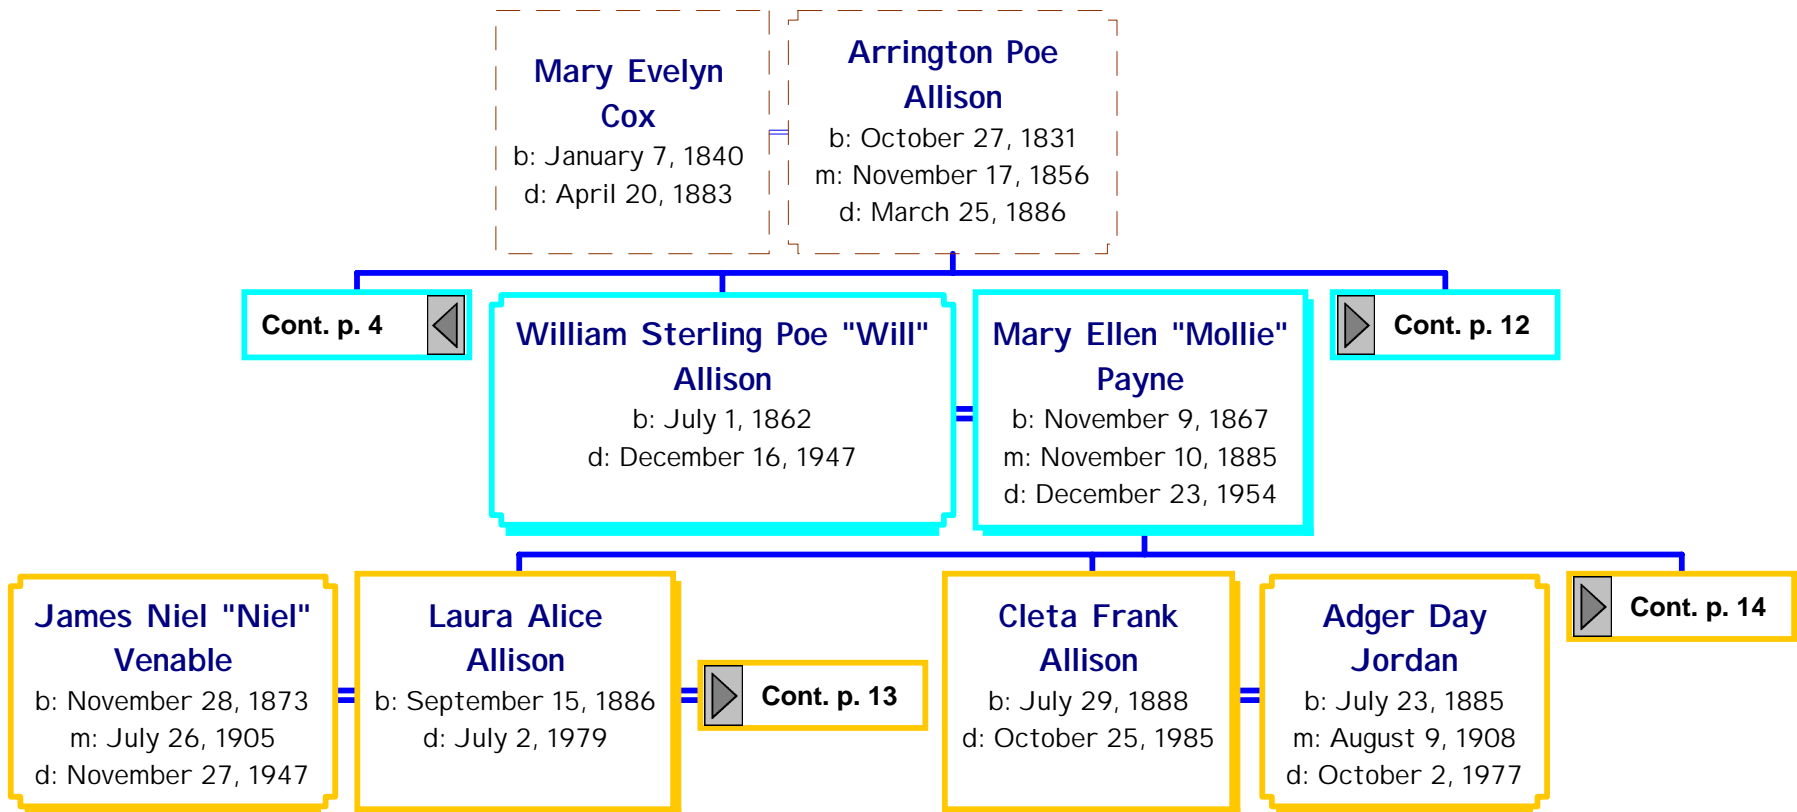 Mary Evelyn
Cox
b: January 7, 1840
d: April 20, 1883
Arrington Poe
Allison
b: October 27, 1831
m: November 17, 1856
d: March 25, 1886
Cont. p. 4
William Sterling Poe "Will"
Allison
b: July 1, 1862
d: December 16, 1947
Mary Ellen "Mollie"
Payne
b: November 9, 1867
m: November 10, 1885
d: December 23, 1954
Cont. p. 12
James Niel "Niel"
Venable
b: November 28, 1873
m: July 26, 1905
d: November 27, 1947
Laura Alice
Allison
b: September 15, 1886
d: July 2, 1979
Cont. p. 13
Cleta Frank
Allison
b: July 29, 1888
d: October 25, 1985
Adger Day
Jordan
b: July 23, 1885
m: August 9, 1908
d: October 2, 1977
Cont. p. 14